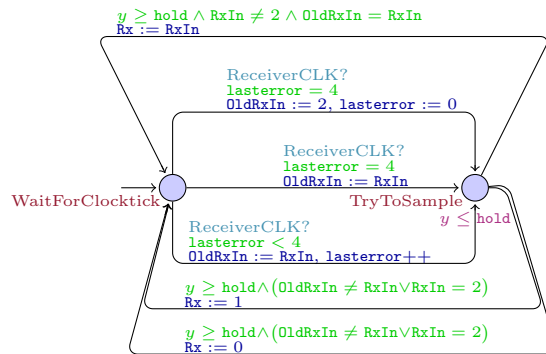 y ≥ hold ∧ RxIn ≠ 2 ∧ OldRxIn = RxIn
Rx := RxIn
ReceiverCLK?
lasterror = 4
OldRxIn := 2, lasterror := 0
ReceiverCLK?
lasterror = 4
OldRxIn := RxIn
WaitForClocktick
TryToSample
y ≤ hold
ReceiverCLK?
lasterror < 4
OldRxIn := RxIn, lasterror++
y ≥ hold∧(OldRxIn ≠ RxIn∨RxIn = 2)
Rx := 1
y ≥ hold∧(OldRxIn ≠ RxIn∨RxIn = 2)
Rx := 0